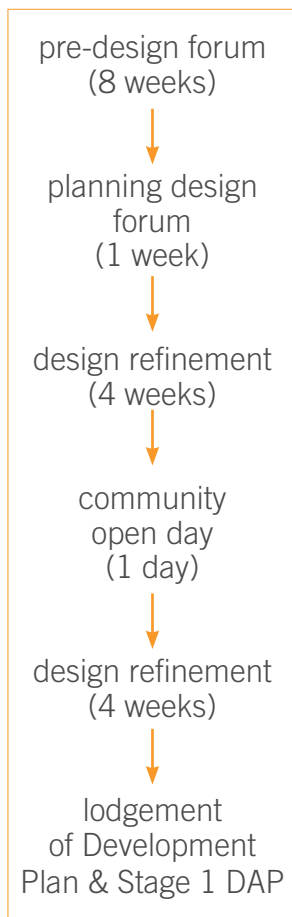 pre-design forum
(8 weeks)
planning design
forum
(1 week)
design refinement
(4 weeks)
community
open day
(1 day)
design refinement
(4 weeks)
lodgement
of Development
Plan & Stage 1 DAP